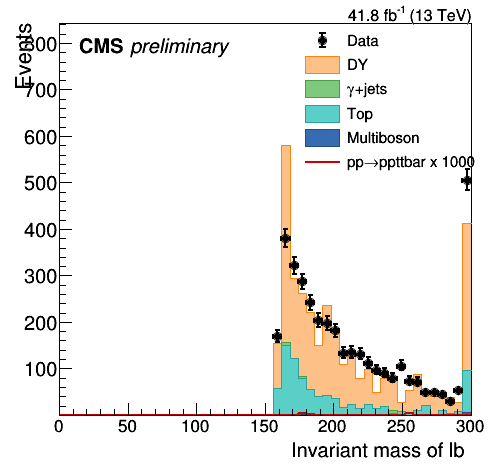 41.8 fb⁻¹ (13 TeV)
CMS preliminary
Events
Data
DY
γ+jets
Top
Multiboson
pp→ppttbar x 1000
800
700
600
500
400
300
200
100
0 50 100 150 200 250 300
Invariant mass of lb